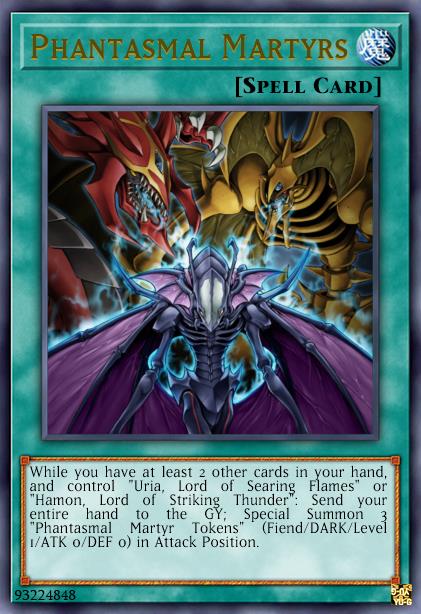 Phantasmal Martyrs
魔
[Spell Card]
While you have at least 2 other cards in your hand,
and control "Uria, Lord of Searing Flames" or
"Hamon, Lord of Striking Thunder": Send your
entire hand to the GY; Special Summon 3
"Phantasmal Martyr Tokens" (Fiend/DARK/Level
1/ATK 0/DEF 0) in Attack Position.
93224848